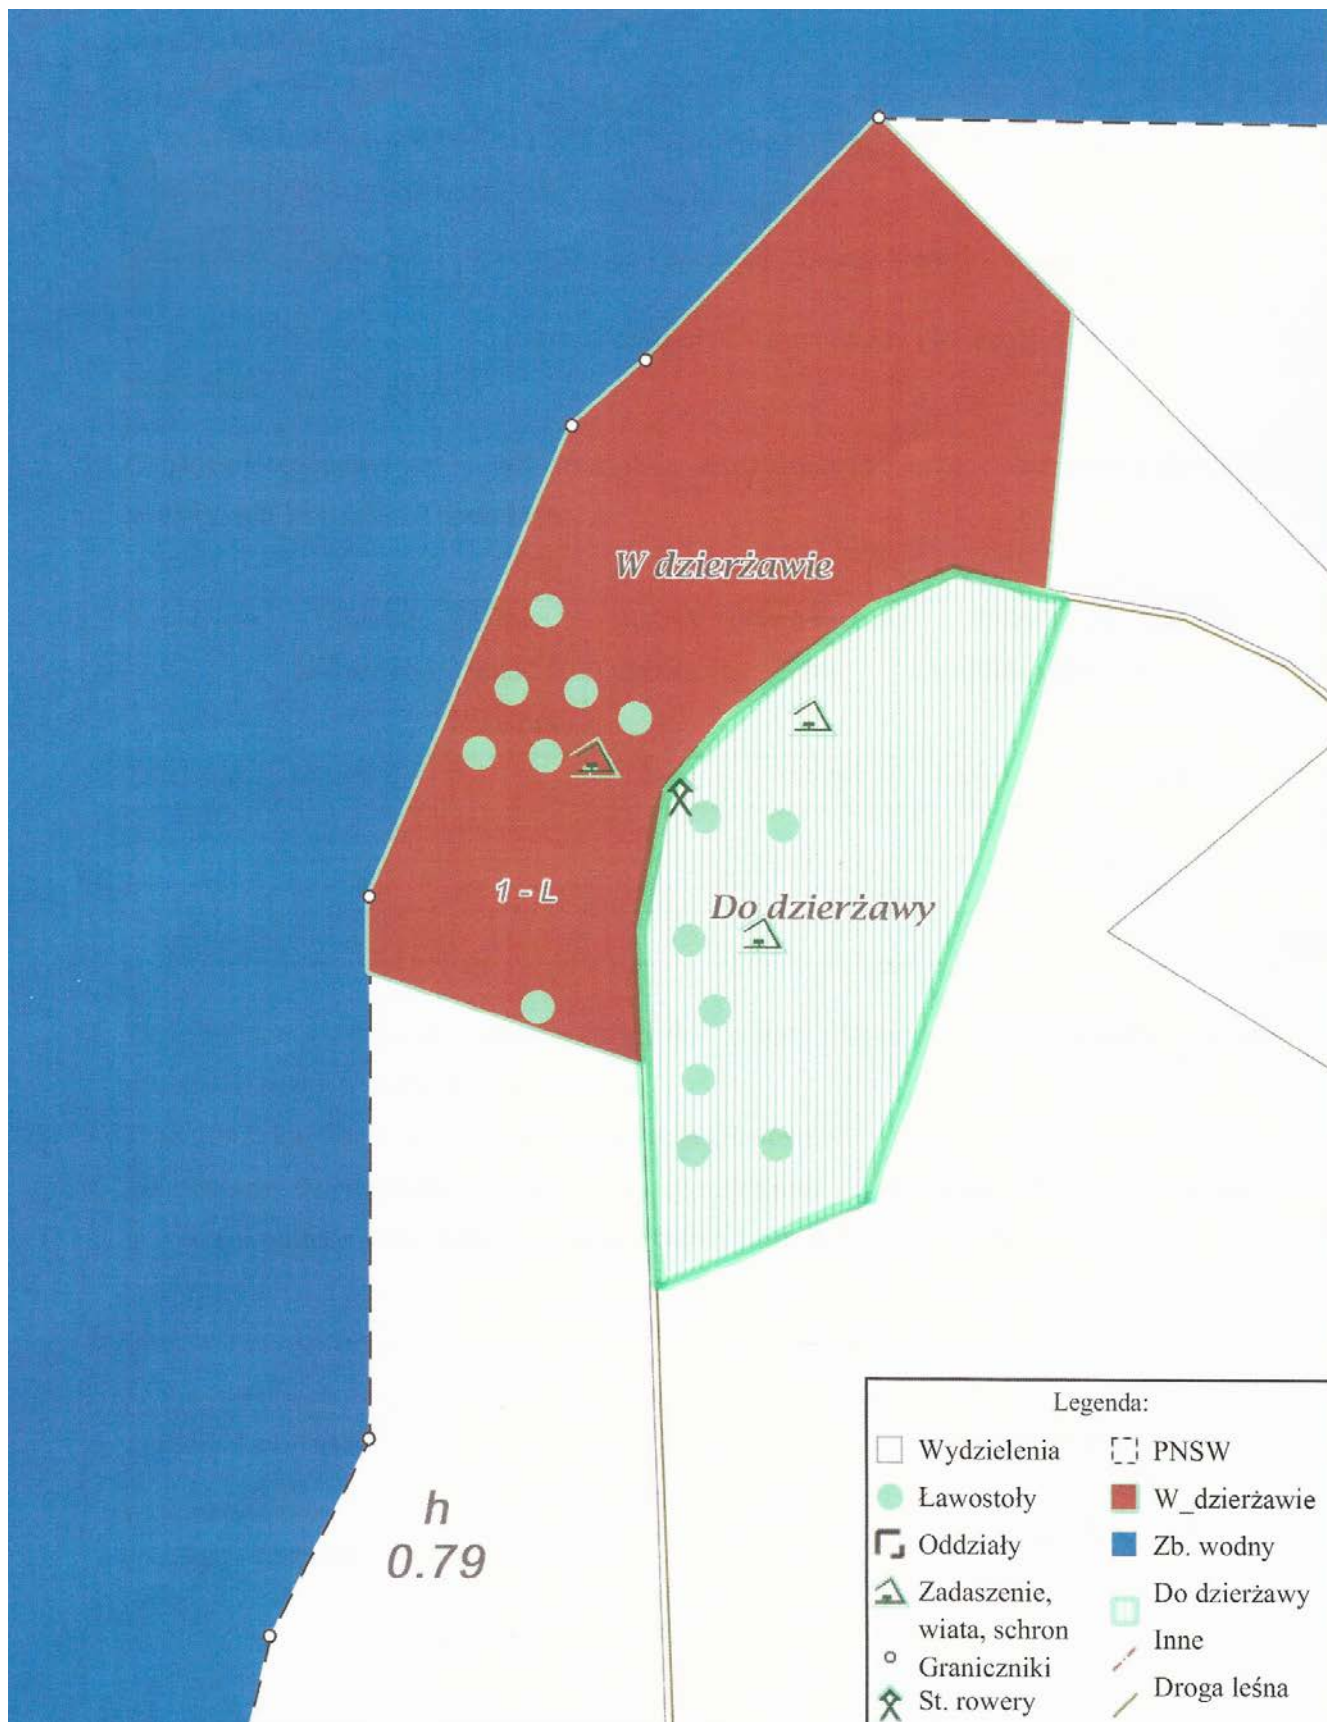 W dzierżawie
1 - L
Do dzierżawy
h
0.79
Legenda:
Wydzielenia
Ławostoły
Oddziały
Zadaszenie,
wiata, schron
Graniczniki
St. rowery
PNSW
W_dzierżawie
Zb. wodny
Do dzierżawy
Inne
Droga leśna